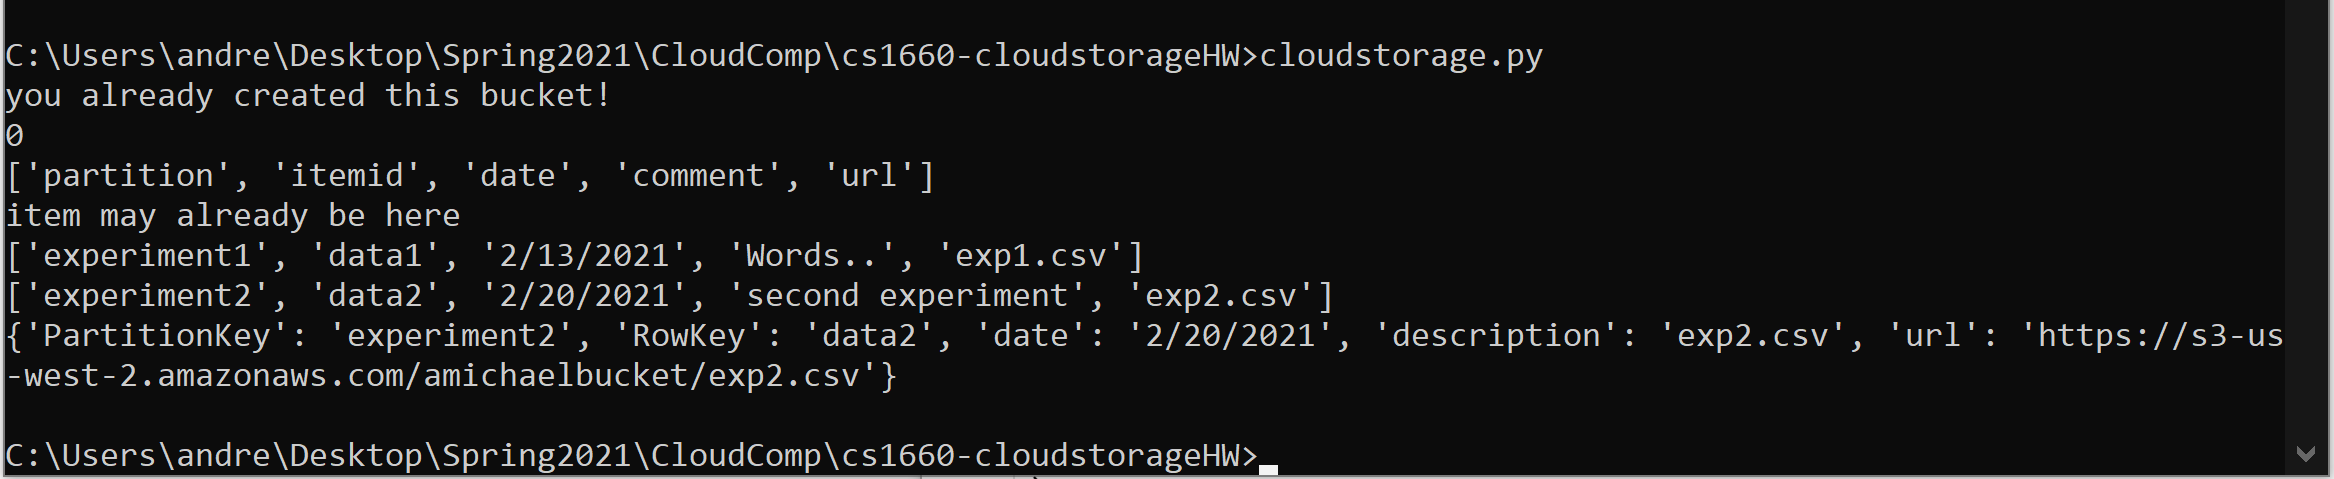 C:\Users\andre\Desktop\Spring2021\CloudComp\cs1660-cloudstorageHW>cloudstorage.py
you already created this bucket!
0
['partition', 'itemid', 'date', 'comment', 'url']
item may already be here
['experiment1', 'data1', '2/13/2021', 'Words..', 'exp1.csv']
['experiment2', 'data2', '2/20/2021', 'second experiment', 'exp2.csv']
{'PartitionKey': 'experiment2', 'RowKey': 'data2', 'date': '2/20/2021', 'description': 'exp2.csv', 'url': 'https://s3-us
-west-2.amazonaws.com/amichaelbucket/exp2.csv'}
C:\Users\andre\Desktop\Spring2021\CloudComp\cs1660-cloudstorageHW>